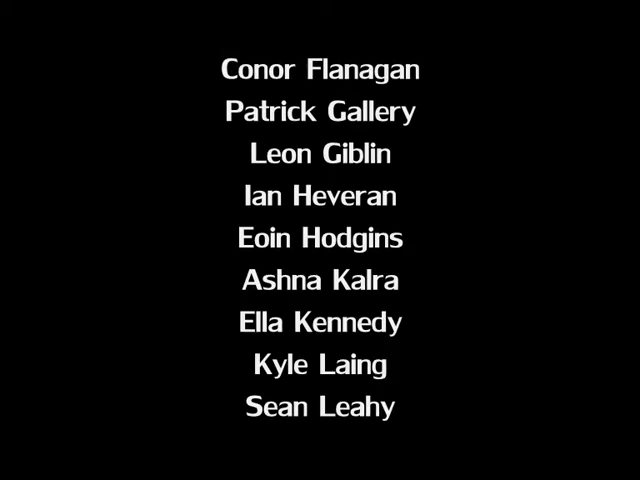 Conor Flanagan
Patrick Gallery
Leon Giblin
Ian Heveran
Eoin Hodgins
Ashna Kalra
Ella Kennedy
Kyle Laing
Sean Leahy